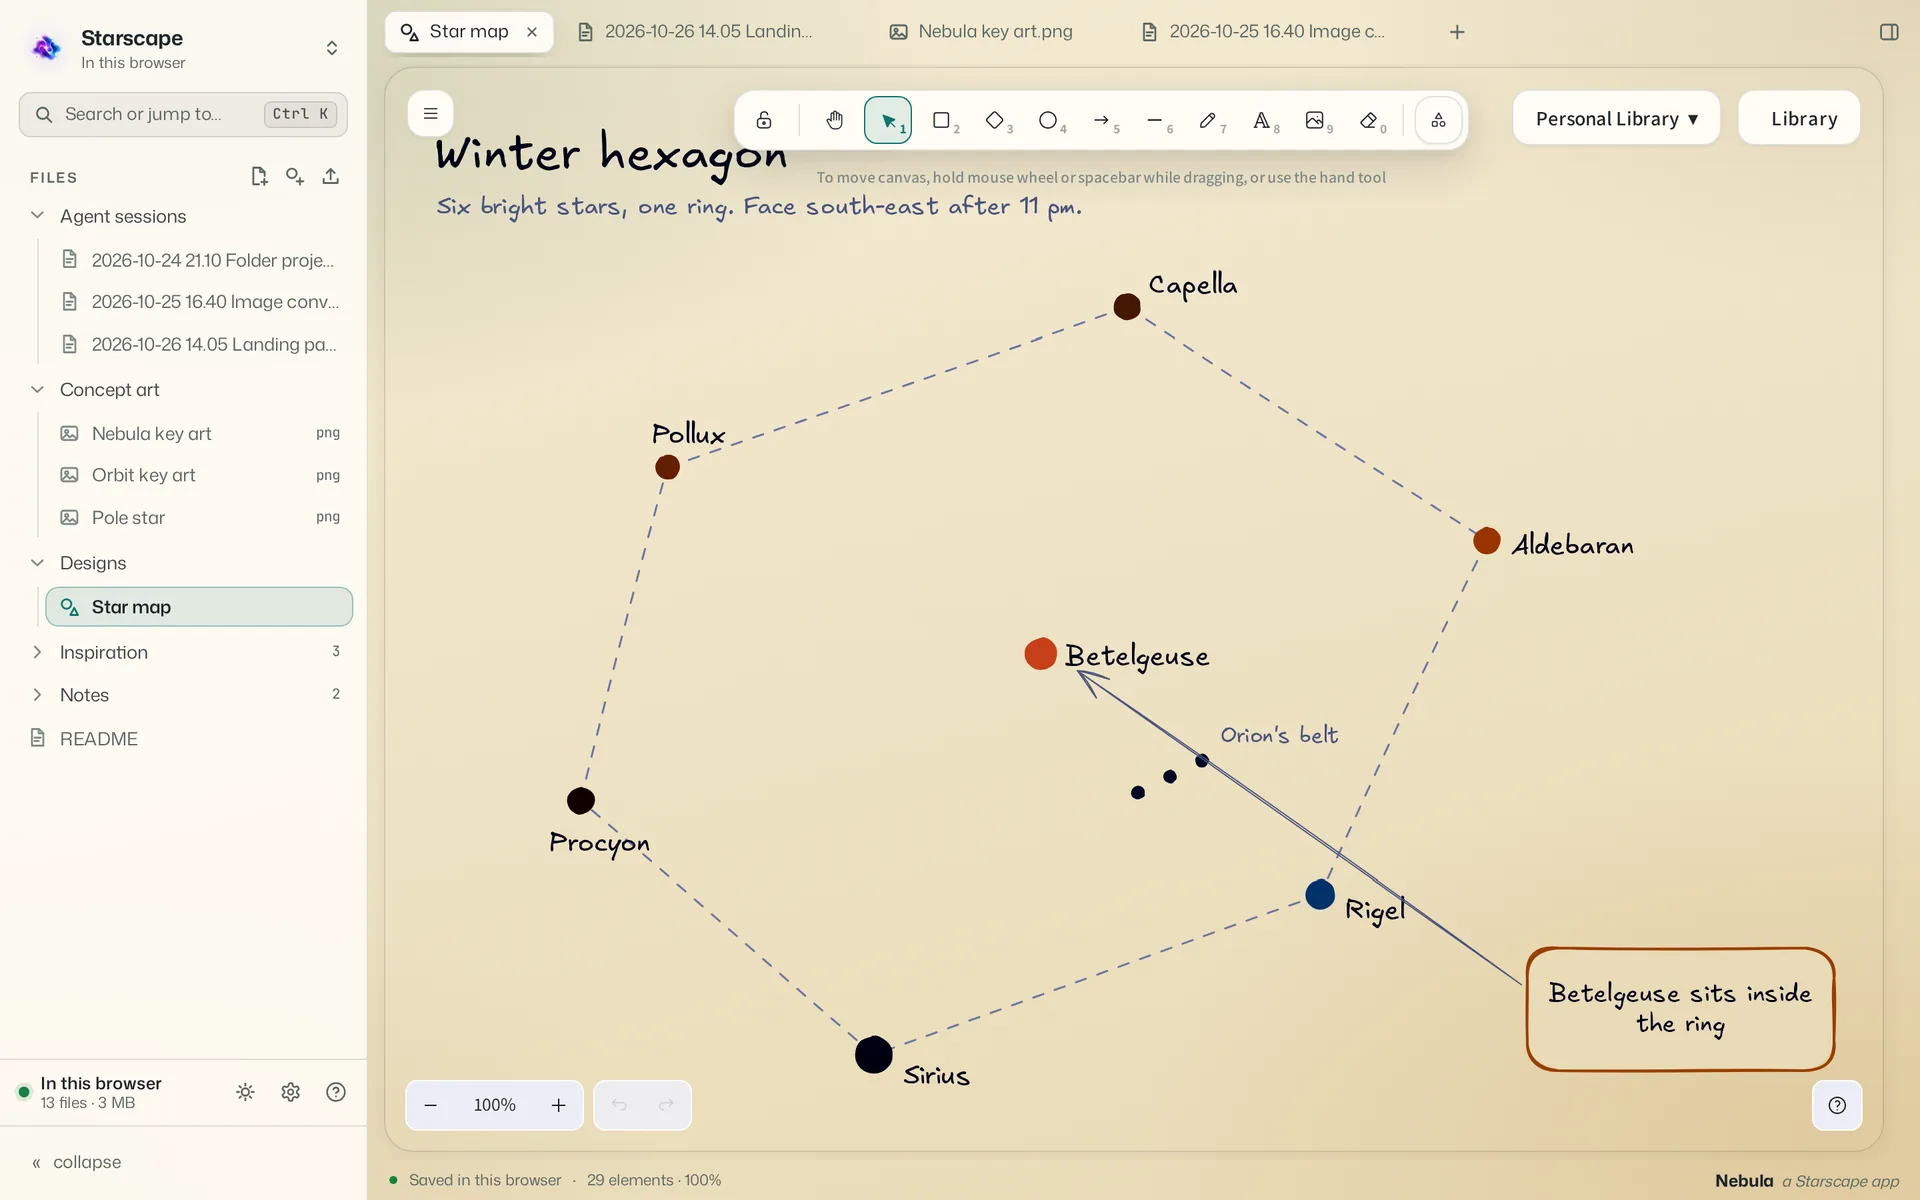 Starscape
In this browser
Search or jump to...
Ctrl K
FILES
Agent sessions
2026-10-24 21.10 Folder proje...
2026-10-25 16.40 Image conv...
2026-10-26 14.05 Landing pa...
Concept art
Nebula key art png
Orbit key art png
Pole star png
Designs
Star map
Inspiration 3
Notes 2
README
In this browser
13 files · 3 MB
« collapse
Star map ×
2026-10-26 14.05 Landin...
Nebula key art.png
2026-10-25 16.40 Image c...
1 2 3 4 5 6 7 8 9 0
Personal Library ▾
Library
To move canvas, hold mouse wheel or spacebar while dragging, or use the hand tool
Winter hexagon
Six bright stars, one ring. Face south-east after 11 pm.
Capella
Pollux
Aldebaran
Betelgeuse
Orion's belt
Procyon
Rigel
Betelgeuse sits inside
the ring
Sirius
100%
Saved in this browser · 29 elements · 100%
Nebula a Starscape app